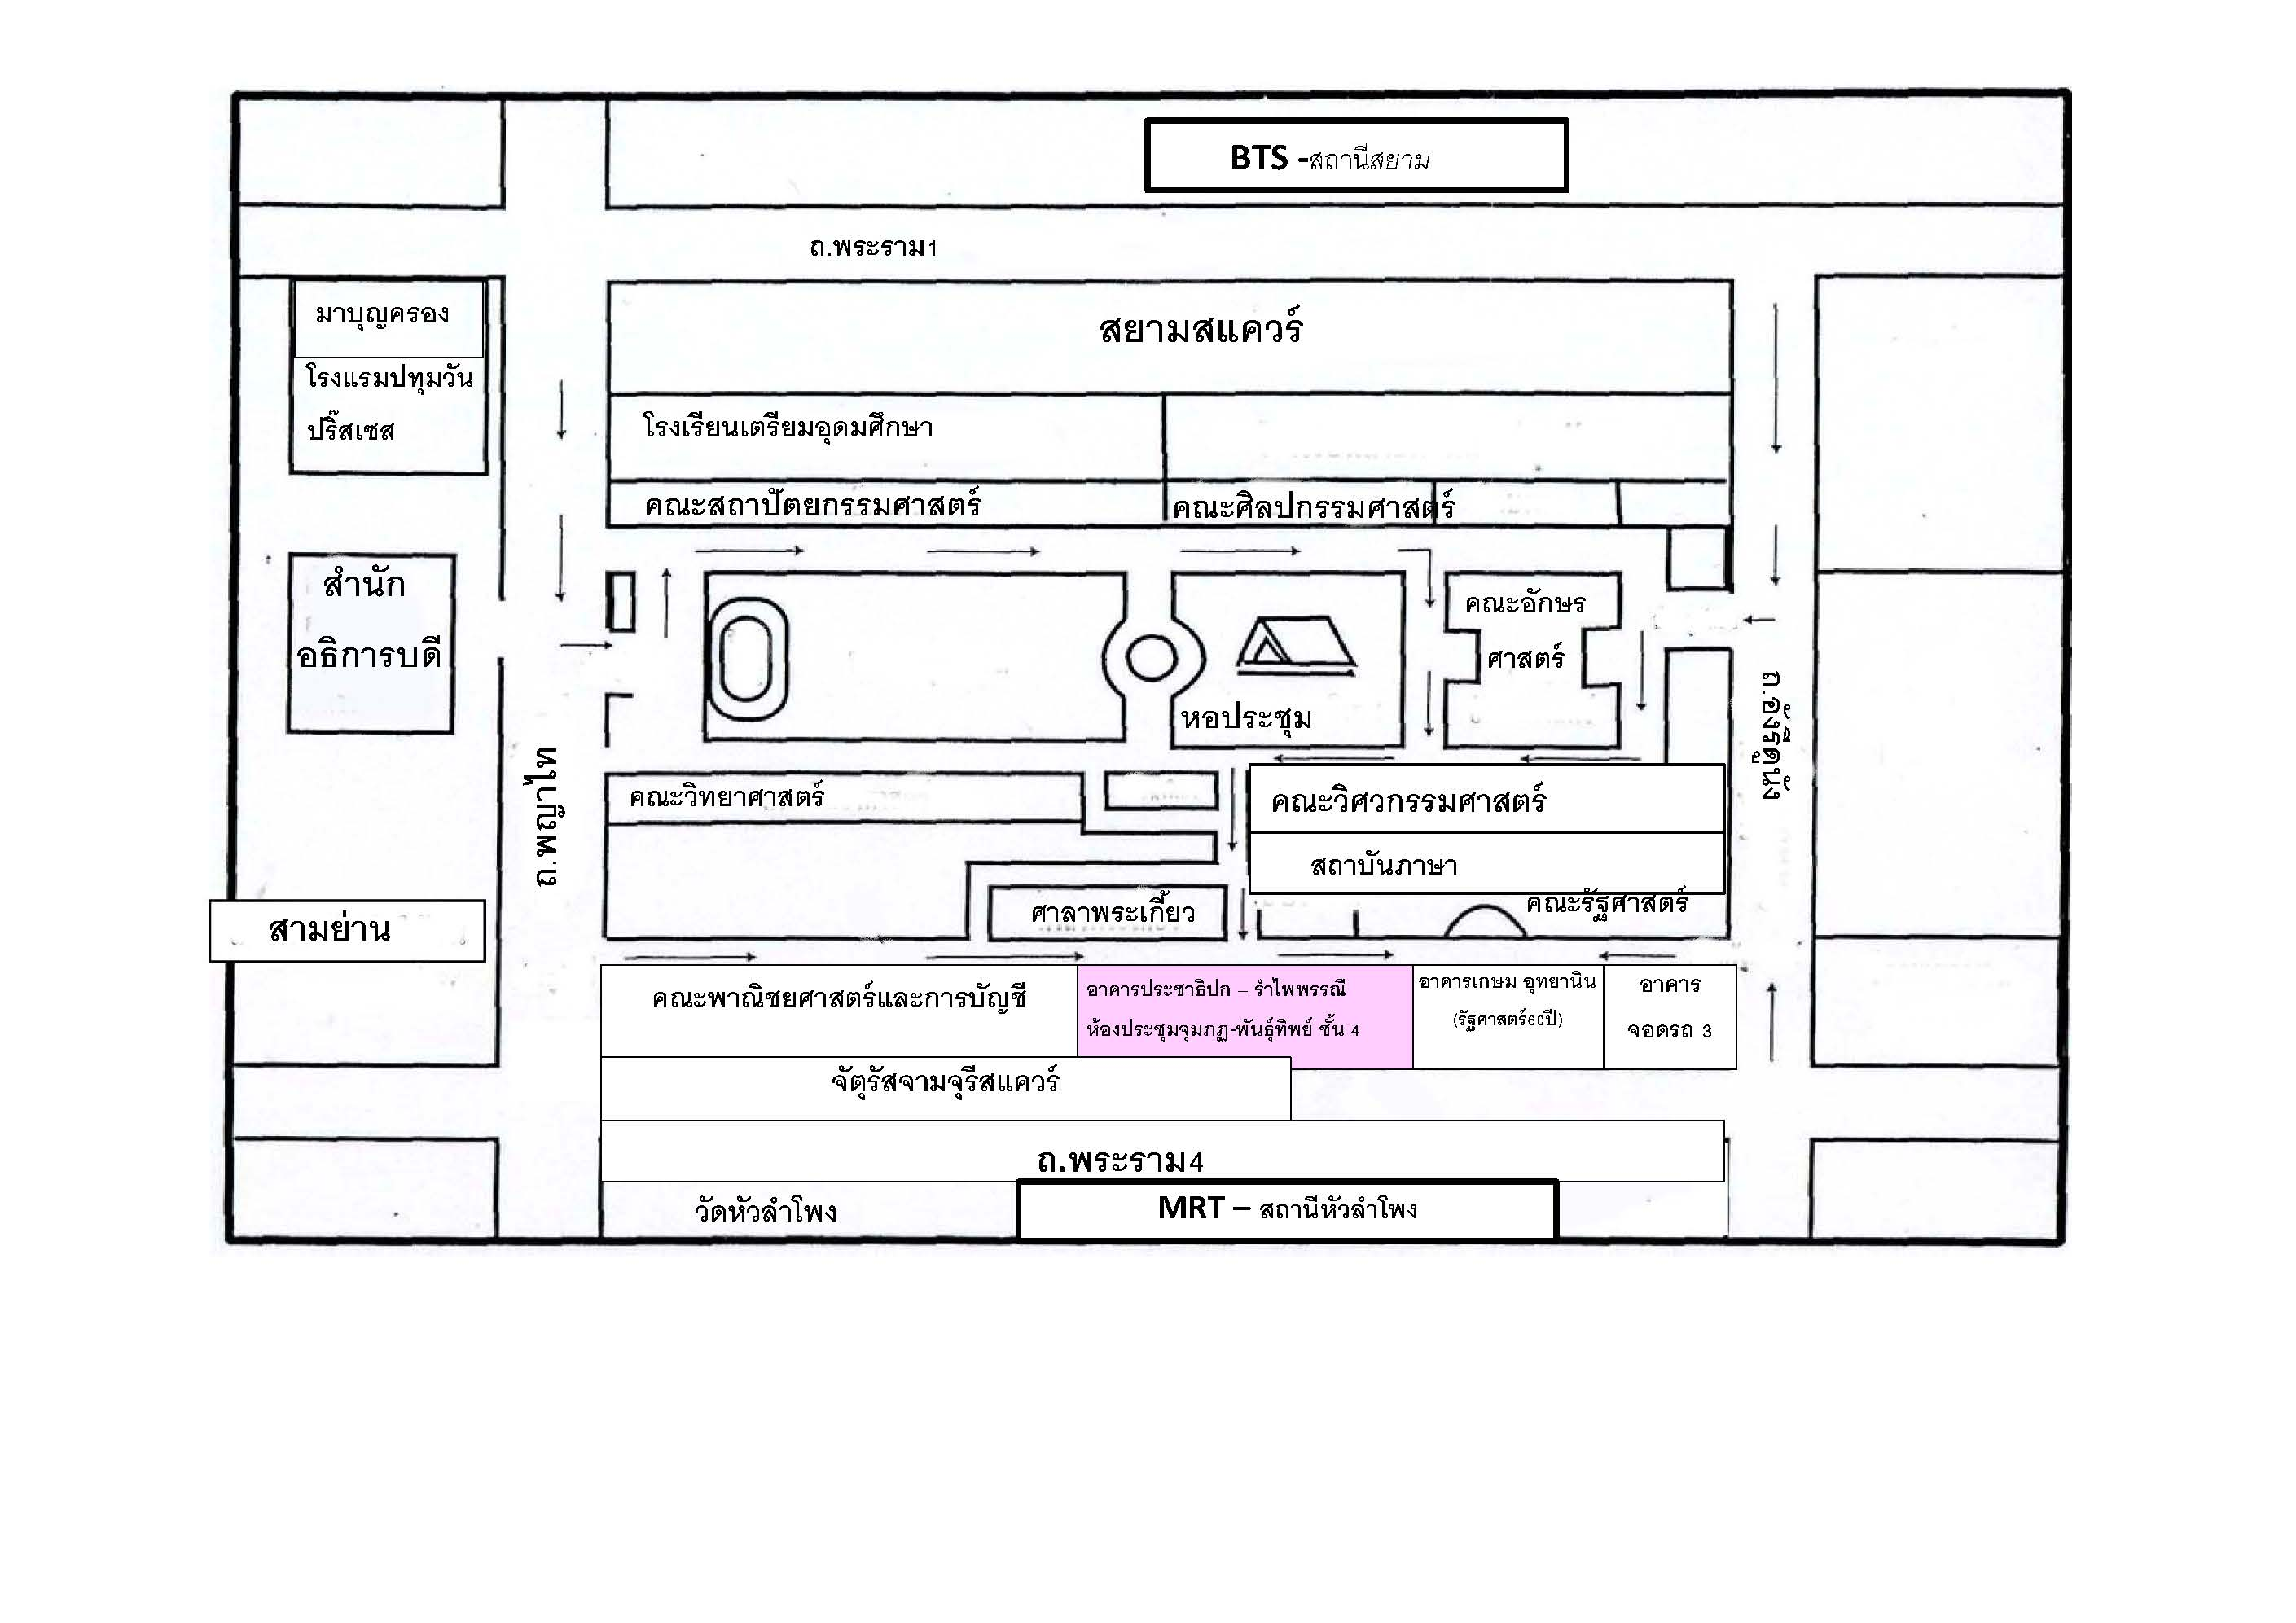 BTS -สถานีสยาม
ถ.พระราม1
มาบุญครอง
โรงแรมปทุมวัน
ปริ๊สเซส
สยามสแควร์
โรงเรียนเตรียมอุดมศึกษา
คณะสถาปัตยกรรมศาสตร์
คณะศิลปกรรมศาสตร์
สำนัก
อธิการบดี
คณะอักษร
ศาสตร์
หอประชุม
ถ.พญาไท
คณะวิทยาศาสตร์
คณะวิศวกรรมศาสตร์
สถาบันภาษา
คณะรัฐศาสตร์
ศาลาพระเกี้ยว
สามย่าน
คณะพาณิชยศาสตร์และการบัญชี
อาคารประชาธิปก – รำไพพรรณี
ห้องประชุมจุมภฏ-พันธุ์ทิพย์ ชั้น 4
อาคารเกษม อุทยานิน
(รัฐศาสตร์60ปี)
อาคาร
จอดรถ 3
จัตุรัสจามจุรีสแควร์
ถ.พระราม4
วัดหัวลำโพง
MRT – สถานีหัวลำโพง